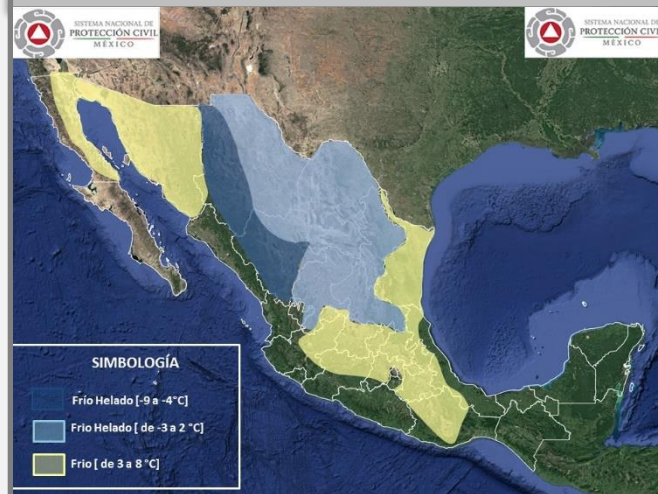 SISTEMA NACIONAL DE
PROTECCIÓN CIVIL
MÉXICO
SISTEMA NACIONAL DE
PROTECCIÓN CIVIL
MÉXICO
SIMBOLOGÍA
Frío Helado [-9 a -4°C]
Frio Helado [ de -3 a 2 °C]
Frio [ de 3 a 8 °C]